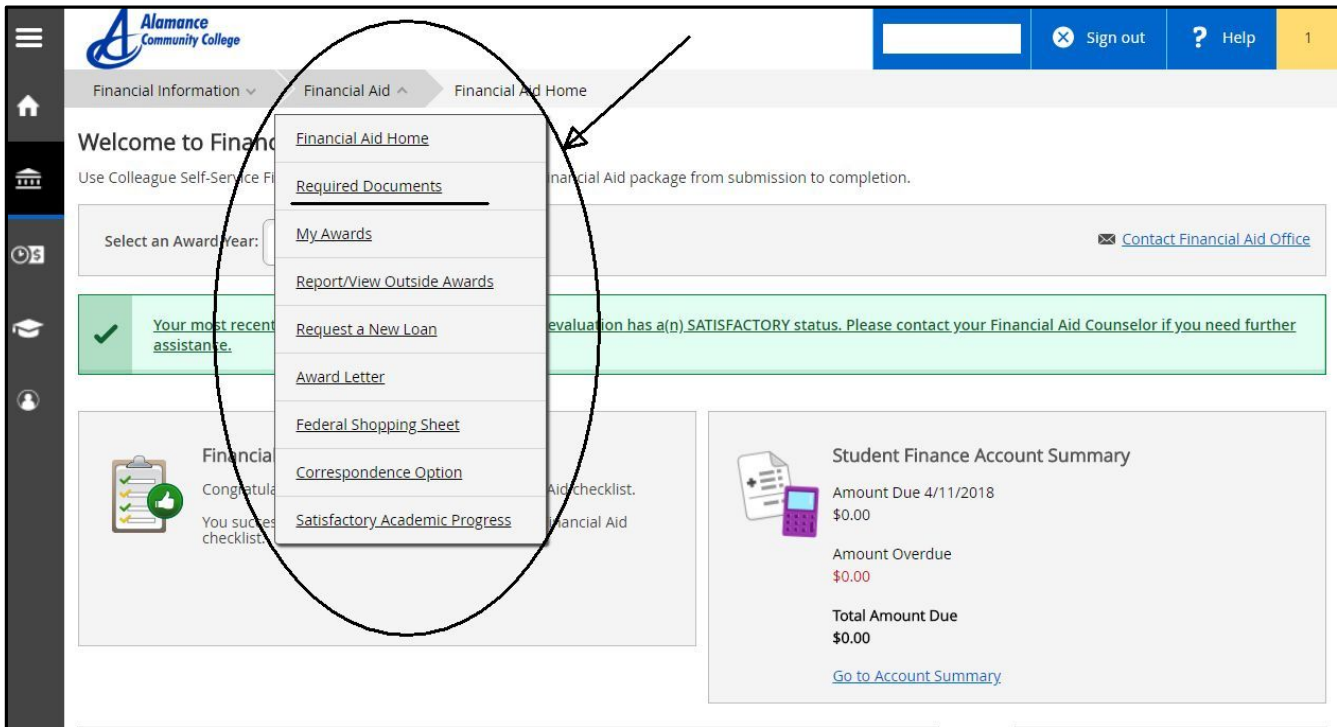 Alamance
Community College
Sign out
? Help
1
Financial Information
Financial Aid
Financial Aid Home
Welcome to Financ
Use Colleague Self-Service Fi
inancial Aid package from submission to completion.
Select an Award Year:
Contact Financial Aid Office
Financial Aid Home
Required Documents
My Awards
Report/View Outside Awards
Request a New Loan
Award Letter
Federal Shopping Sheet
Correspondence Option
Satisfactory Academic Progress
Your most recent
evaluation has a(n) SATISFACTORY status. Please contact your Financial Aid Counselor if you need further
assistance.
Financial
Congratula
Aid checklist.
You succes
inancial Aid
checklist.
Student Finance Account Summary
Amount Due 4/11/2018
$0.00
Amount Overdue
$0.00
Total Amount Due
$0.00
Go to Account Summary